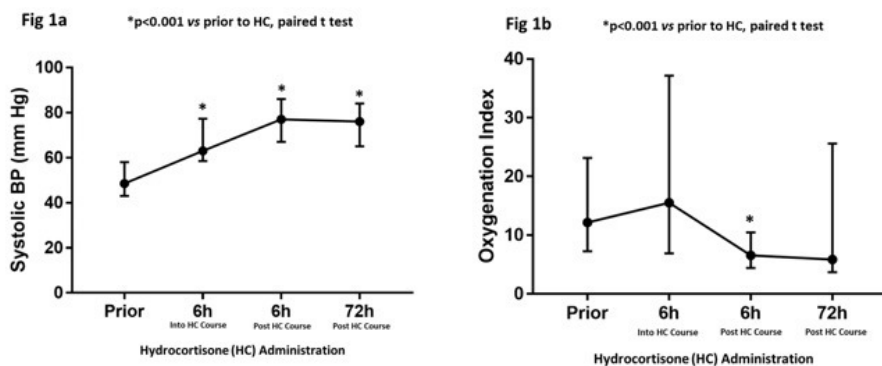 Fig 1a
*p<0.001 vs prior to HC, paired t test
Systolic BP (mm Hg)
100
80
60
40
20
0
*
*
*
Prior
6h
Into HC Course
6h
Post HC Course
72h
Post HC Course
Hydrocortisone (HC) Administration
Fig 1b
*p<0.001 vs prior to HC, paired t test
Oxygenation Index
40
30
20
10
0
*
Prior
6h
Into HC Course
6h
Post HC Course
72h
Post HC Course
Hydrocortisone (HC) Administration